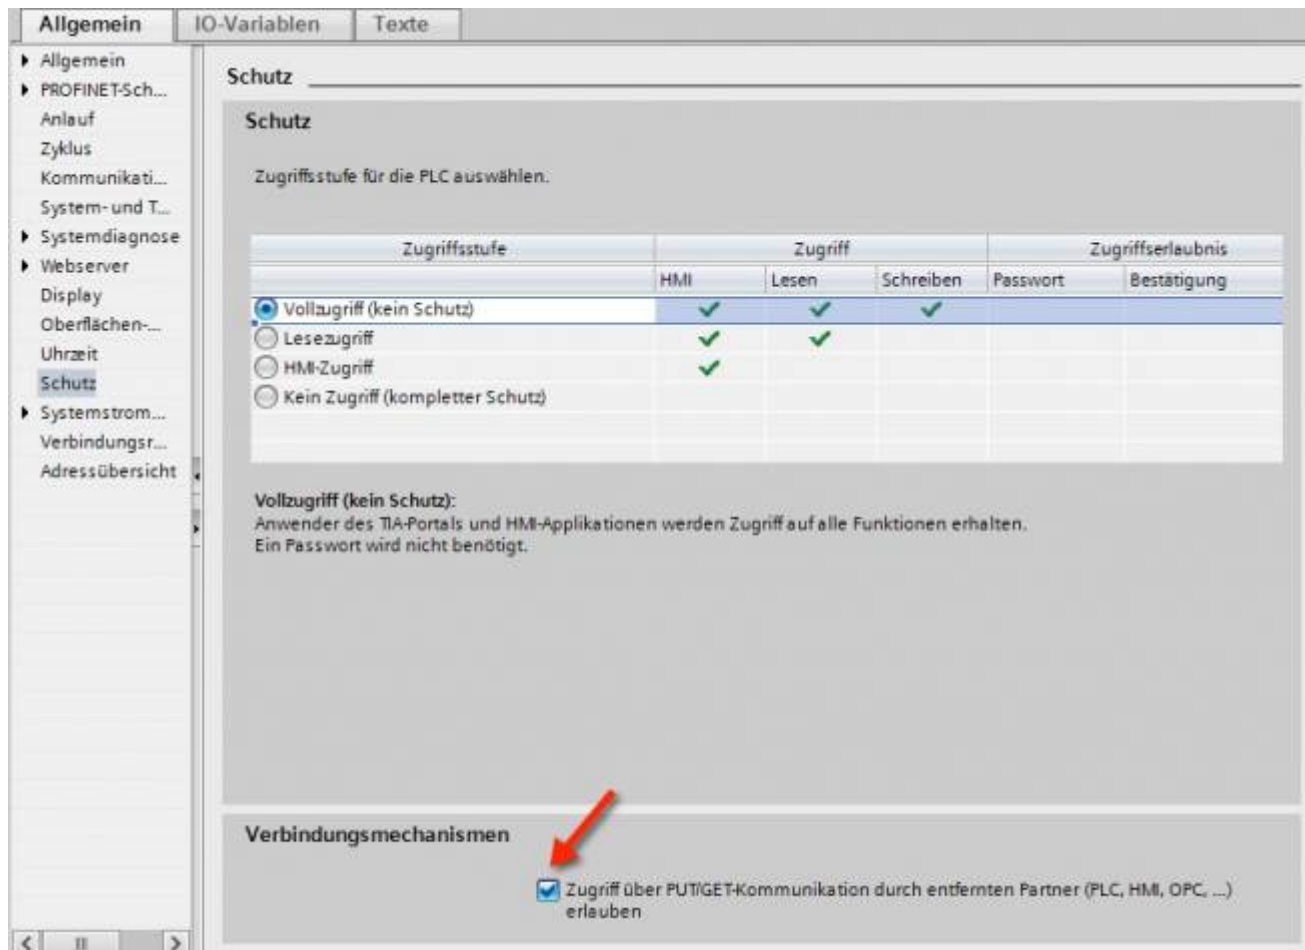 Allgemein
IO-Variablen
Texte
Allgemein
PROFINET-Sch...
Anlauf
Zyklus
Kommunikati...
System- und T...
Systemdiagnose
Webserver
Display
Oberflächen-...
Uhrzeit
Schutz
Systemstrom...
Verbindungsr...
Adressübersicht
Schutz
Schutz
Zugriffsstufe für die PLC auswählen.
Zugriffsstufe Zugriff Zugriffserlaubnis
HMI Lesen Schreiben Passwort Bestätigung
Vollzugriff (kein Schutz)
Lesezugriff
HMI-Zugriff
Kein Zugriff (kompletter Schutz)
Vollzugriff (kein Schutz):
Anwender des TIA-Portals und HMI-Applikationen werden Zugriff auf alle Funktionen erhalten.
Ein Passwort wird nicht benötigt.
Verbindungsmechanismen
Zugriff über PUT/GET-Kommunikation durch entfernten Partner (PLC, HMI, OPC, ...)
erlauben